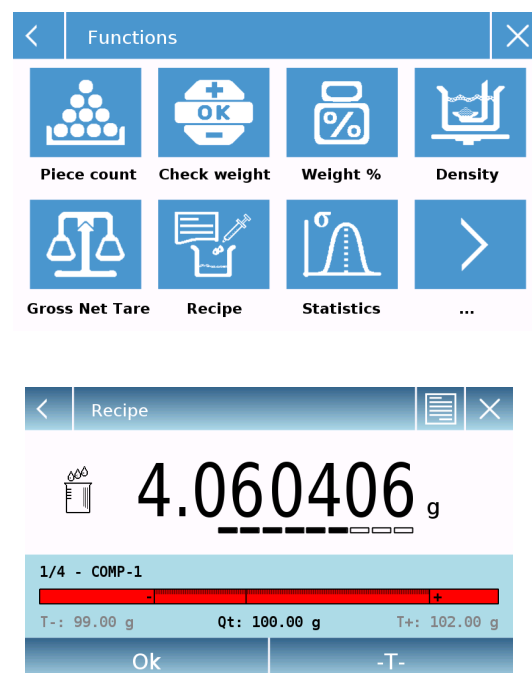 Functions
+
OK
-
%
Piece count Check weight Weight % Density
σ
Gross Net Tare Recipe Statistics ...
Recipe
4.060406 g
1/4 - COMP-1
- +
T-: 99.00 g Qt: 100.00 g T+: 102.00 g
Ok -T-